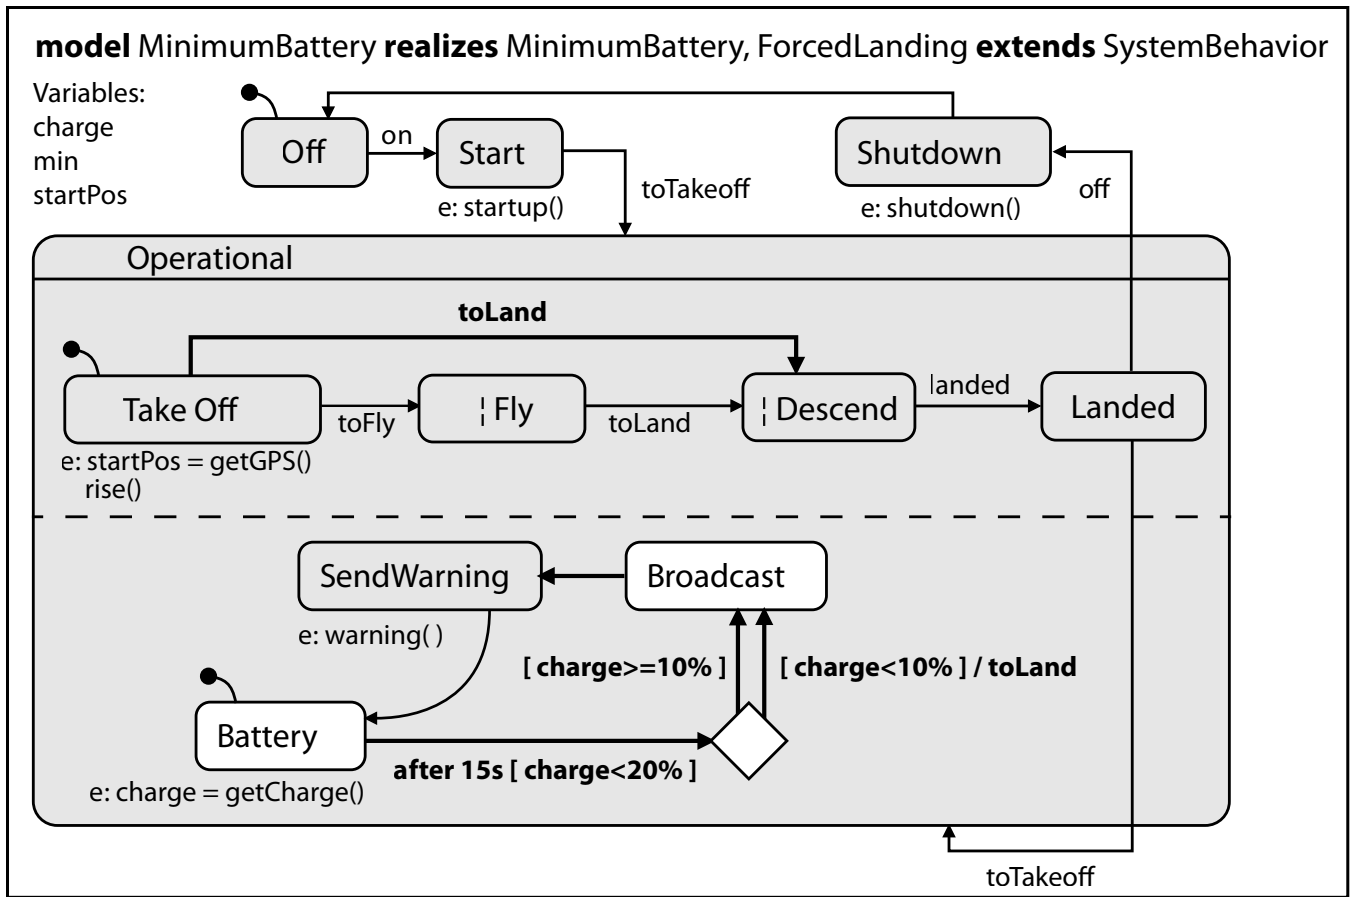 model MinimumBattery realizes MinimumBattery, ForcedLanding extends SystemBehavior
Variables:
charge
min
startPos
Off
on
Start
e: startup()
toTakeoff
Shutdown
e: shutdown()
off
Operational
toLand
Take Off
e: startPos = getGPS()
rise()
toFly
¦ Fly
toLand
¦ Descend
landed
Landed
SendWarning
e: warning( )
Broadcast
[ charge>=10% ]
[ charge<10% ] / toLand
Battery
e: charge = getCharge()
after 15s [ charge<20% ]
toTakeoff